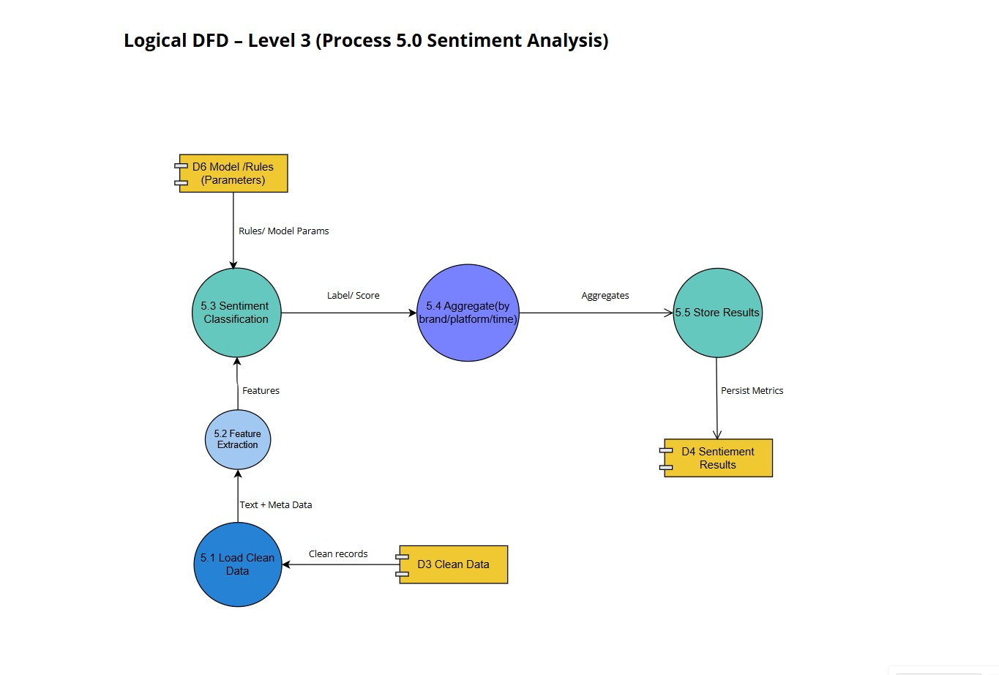 Logical DFD – Level 3 (Process 5.0 Sentiment Analysis)
D6 Model /Rules
(Parameters)
Rules/ Model Params
5.3 Sentiment
Classification
Label/ Score
5.4 Aggregate(by
brand/platform/time)
Aggregates
5.5 Store Results
Features
Persist Metrics
5.2 Feature
Extraction
D4 Sentiement
Results
Text + Meta Data
5.1 Load Clean
Data
Clean records
D3 Clean Data